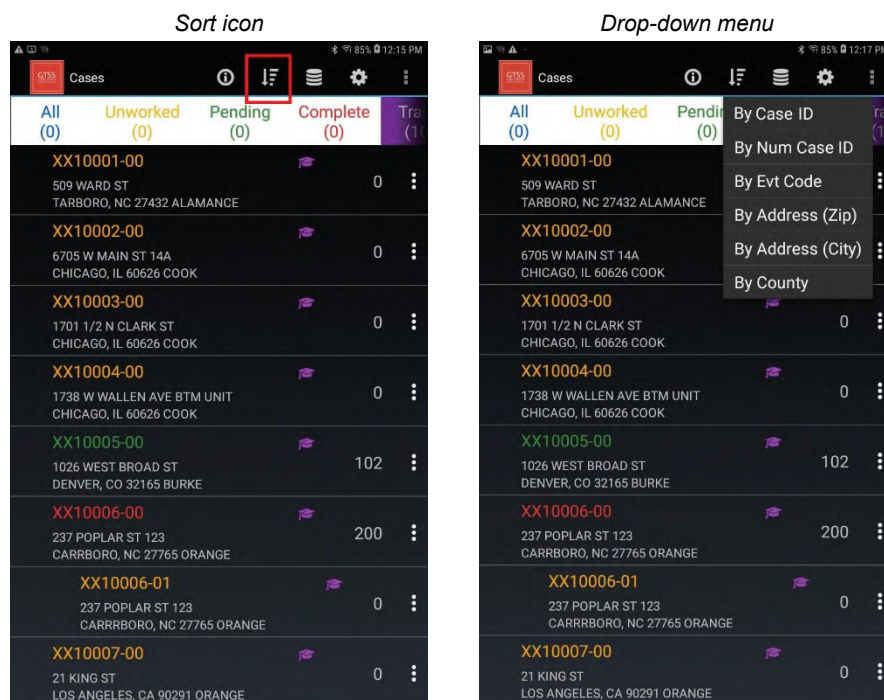 Sort icon
85% 12:15 PM
GTSS
Cases
All Unworked Pending Complete Trai
(0) (0) (0) (0) (10
XX10001-00
509 WARD ST 0
TARBORO, NC 27432 ALAMANCE
XX10002-00
6705 W MAIN ST 14A 0
CHICAGO, IL 60626 COOK
XX10003-00
1701 1/2 N CLARK ST 0
CHICAGO, IL 60626 COOK
XX10004-00
1738 W WALLEN AVE BTM UNIT 0
CHICAGO, IL 60626 COOK
XX10005-00
1026 WEST BROAD ST 102
DENVER, CO 32165 BURKE
XX10006-00
237 POPLAR ST 123 200
CARRBORO, NC 27765 ORANGE
XX10006-01
237 POPLAR ST 123 0
CARRRBORO, NC 27765 ORANGE
XX10007-00
21 KING ST 0
LOS ANGELES, CA 90291 ORANGE
Drop-down menu
85% 12:17 PM
GTSS
Cases
All Unworked Pendin ra
(0) (0) (0) (1
By Case ID
By Num Case ID
By Evt Code
By Address (Zip)
By Address (City)
By County
XX10001-00
509 WARD ST
TARBORO, NC 27432 ALAMANCE
XX10002-00
6705 W MAIN ST 14A
CHICAGO, IL 60626 COOK
XX10003-00
1701 1/2 N CLARK ST 0
CHICAGO, IL 60626 COOK
XX10004-00
1738 W WALLEN AVE BTM UNIT 0
CHICAGO, IL 60626 COOK
XX10005-00
1026 WEST BROAD ST 102
DENVER, CO 32165 BURKE
XX10006-00
237 POPLAR ST 123 200
CARRBORO, NC 27765 ORANGE
XX10006-01
237 POPLAR ST 123 0
CARRRBORO, NC 27765 ORANGE
XX10007-00
21 KING ST 0
LOS ANGELES, CA 90291 ORANGE